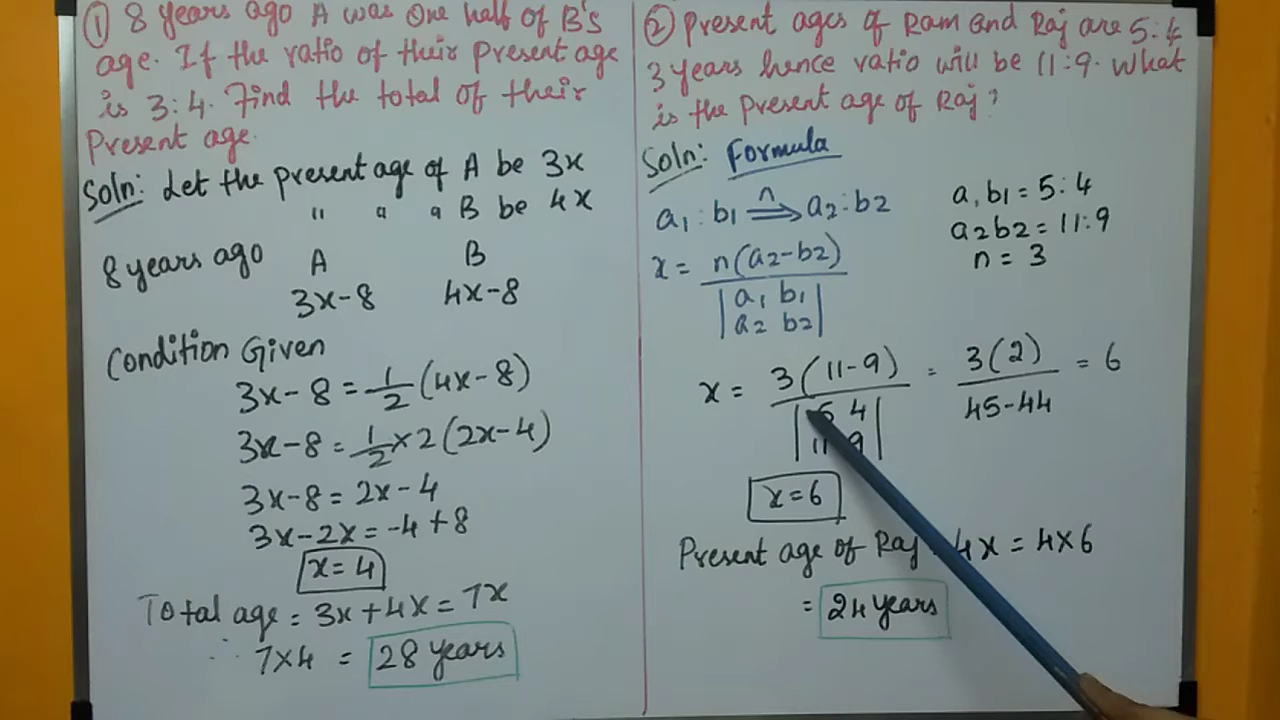 ① 8 years ago A was One half of B's
age. If the ratio of their present age
is 3:4. Find the total of their
Present age.
Soln: Let the present age of A be 3x
" " " B be 4x
8 years ago A B
3x-8 4x-8
Condition Given
3x-8 = 1/2 (4x-8)
3x-8 = 1/2 × 2 (2x-4)
3x-8 = 2x-4
3x-2x = -4+8
x=4
Total age = 3x+4x = 7x
∴ 7×4 = 28 years
② Present ages of Ram and Raj are 5:4
3 years hence ratio will be 11:9. What
is the present age of Raj?
Soln: Formula
a1 : b1 n⟹ a2 : b2
x = n(a2-b2) / |a1 b1|
|a2 b2|
a, b1 = 5:4
a2b2 = 11:9
n = 3
x = 3(11-9) / |5 4| = 3(2) / 45-44 = 6
|11 9|
x=6
Present age of Raj 4x = 4×6
= 24 years